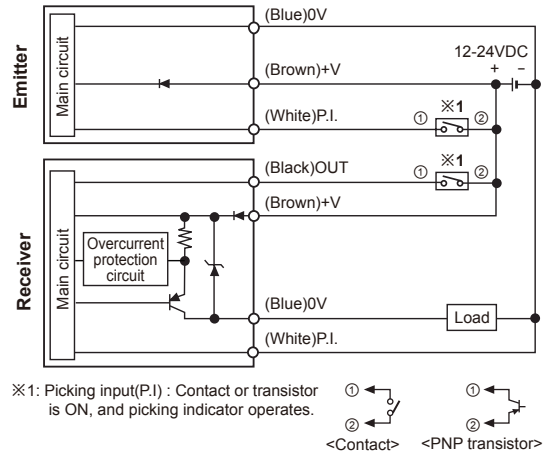 Emitter
Main circuit
(Blue)0V
(Brown)+V
(White)P.I.
12-24VDC
+ −
※1
① ②
Receiver
Main circuit
Overcurrent
protection
circuit
(Black)OUT
※1
① ②
(Brown)+V
(Blue)0V
Load
(White)P.I.
※1: Picking input(P.I) : Contact or transistor
is ON, and picking indicator operates.
①
②
<Contact>
①
②
<PNP transistor>